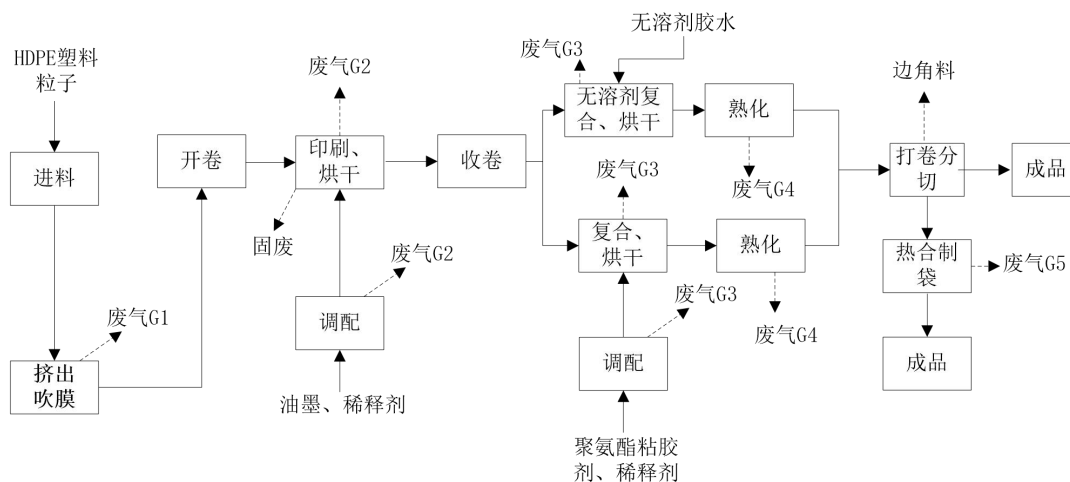 HDPE塑料
粒子
进料
挤出
吹膜
废气G1
开卷
废气G2
印刷、
烘干
固废
废气G2
调配
油墨、稀释剂
收卷
无溶剂胶水
废气G3
无溶剂复
合、烘干
熟化
废气G4
废气G3
复合、
烘干
熟化
废气G4
废气G3
调配
聚氨酯粘胶
剂、稀释剂
边角料
打卷分
切
成品
热合制
袋
废气G5
成品